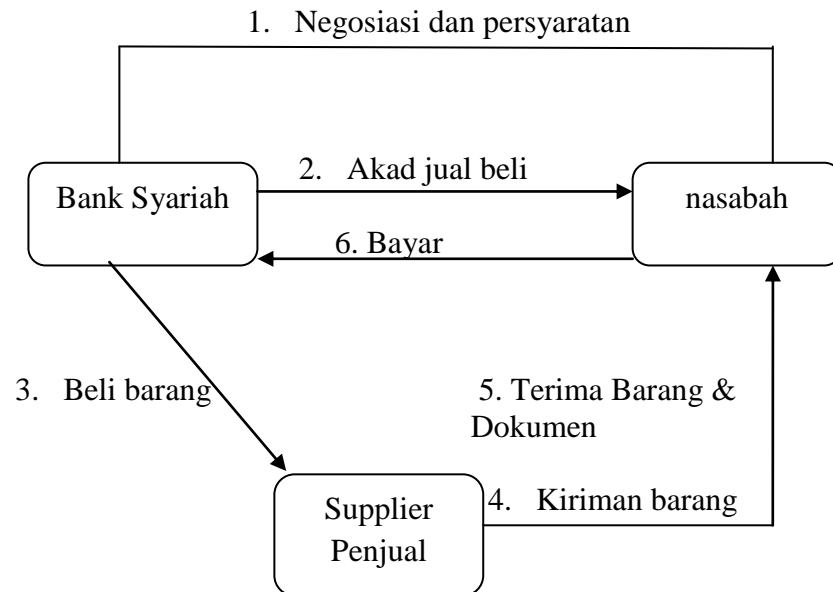 1. Negosiasi dan persyaratan
2. Akad jual beli
Bank Syariah
nasabah
6. Bayar
3. Beli barang
5. Terima Barang &
Dokumen
4. Kiriman barang
Supplier
Penjual